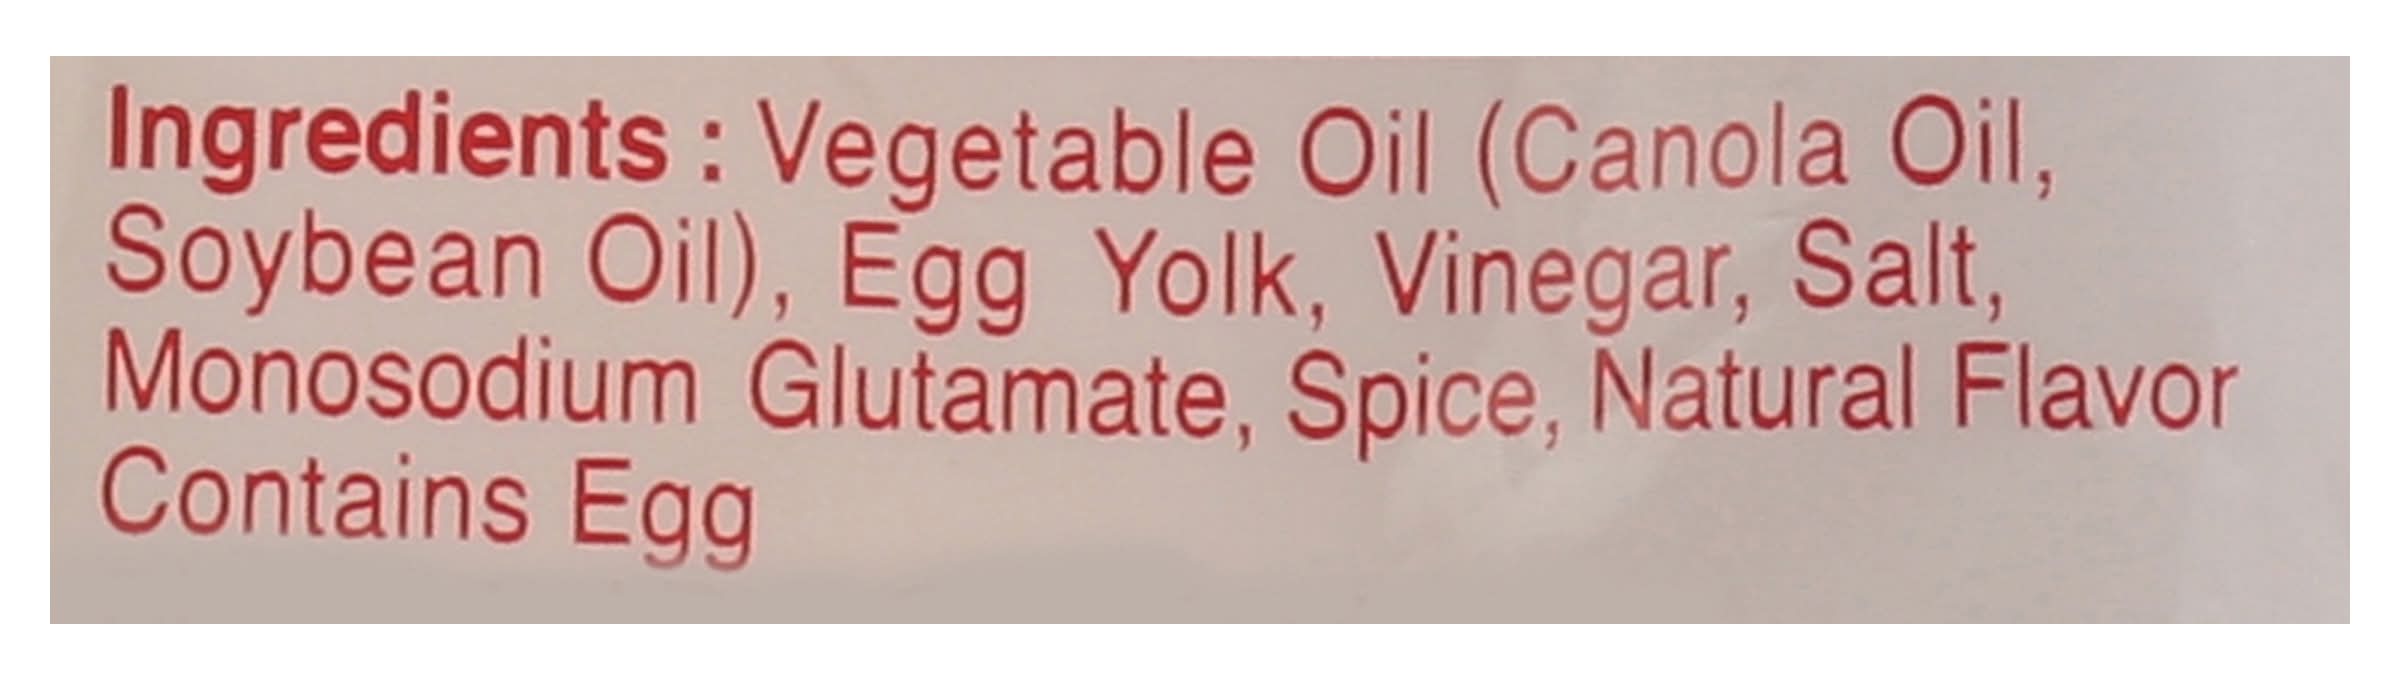 Ingredients : Vegetable Oil (Canola Oil,
Soybean Oil), Egg Yolk, Vinegar, Salt,
Monosodium Glutamate, Spice, Natural Flavor
Contains Egg